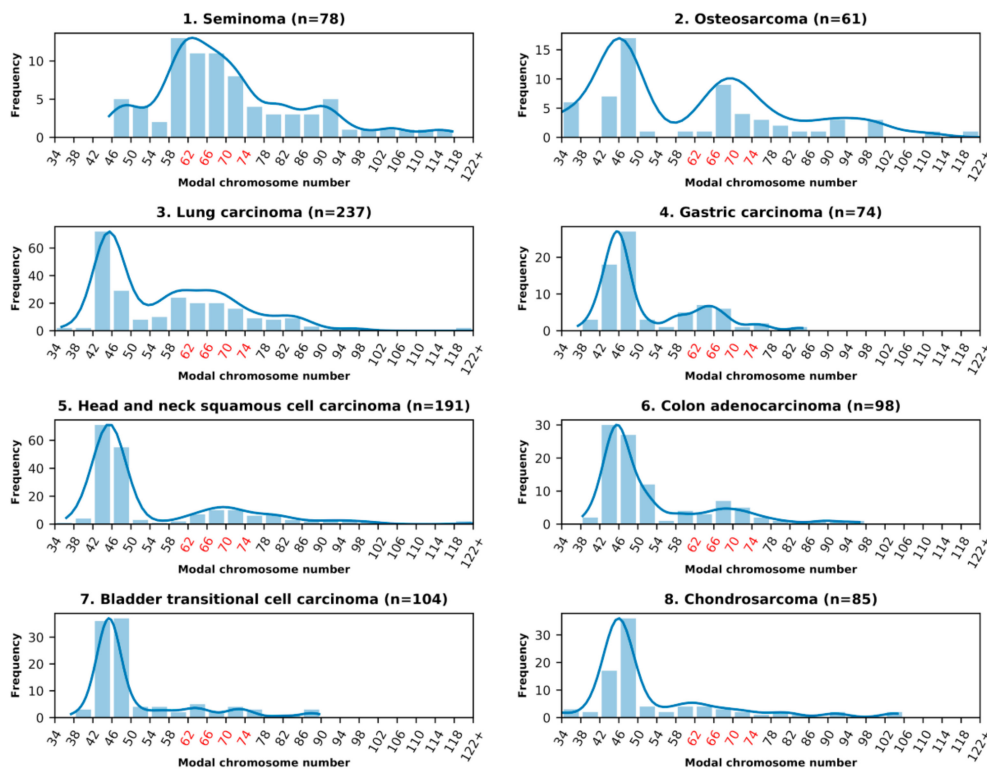 1. Seminoma (n=78)
Frequency
10
5
0
34 38 42 46 50 54 58 62 66 70 74 78 82 86 90 94 98 102 106 110 114 118 122+
Modal chromosome number
2. Osteosarcoma (n=61)
Frequency
15
10
5
0
34 38 42 46 50 54 58 62 66 70 74 78 82 86 90 94 98 102 106 110 114 118 122+
Modal chromosome number
3. Lung carcinoma (n=237)
Frequency
60
40
20
0
34 38 42 46 50 54 58 62 66 70 74 78 82 86 90 94 98 102 106 110 114 118 122+
Modal chromosome number
4. Gastric carcinoma (n=74)
Frequency
20
10
0
34 38 42 46 50 54 58 62 66 70 74 78 82 86 90 94 98 102 106 110 114 118 122+
Modal chromosome number
5. Head and neck squamous cell carcinoma (n=191)
Frequency
60
40
20
0
34 38 42 46 50 54 58 62 66 70 74 78 82 86 90 94 98 102 106 110 114 118 122+
Modal chromosome number
6. Colon adenocarcinoma (n=98)
Frequency
30
20
10
0
34 38 42 46 50 54 58 62 66 70 74 78 82 86 90 94 98 102 106 110 114 118 122+
Modal chromosome number
7. Bladder transitional cell carcinoma (n=104)
Frequency
30
20
10
0
34 38 42 46 50 54 58 62 66 70 74 78 82 86 90 94 98 102 106 110 114 118 122+
Modal chromosome number
8. Chondrosarcoma (n=85)
Frequency
30
20
10
0
34 38 42 46 50 54 58 62 66 70 74 78 82 86 90 94 98 102 106 110 114 118 122+
Modal chromosome number